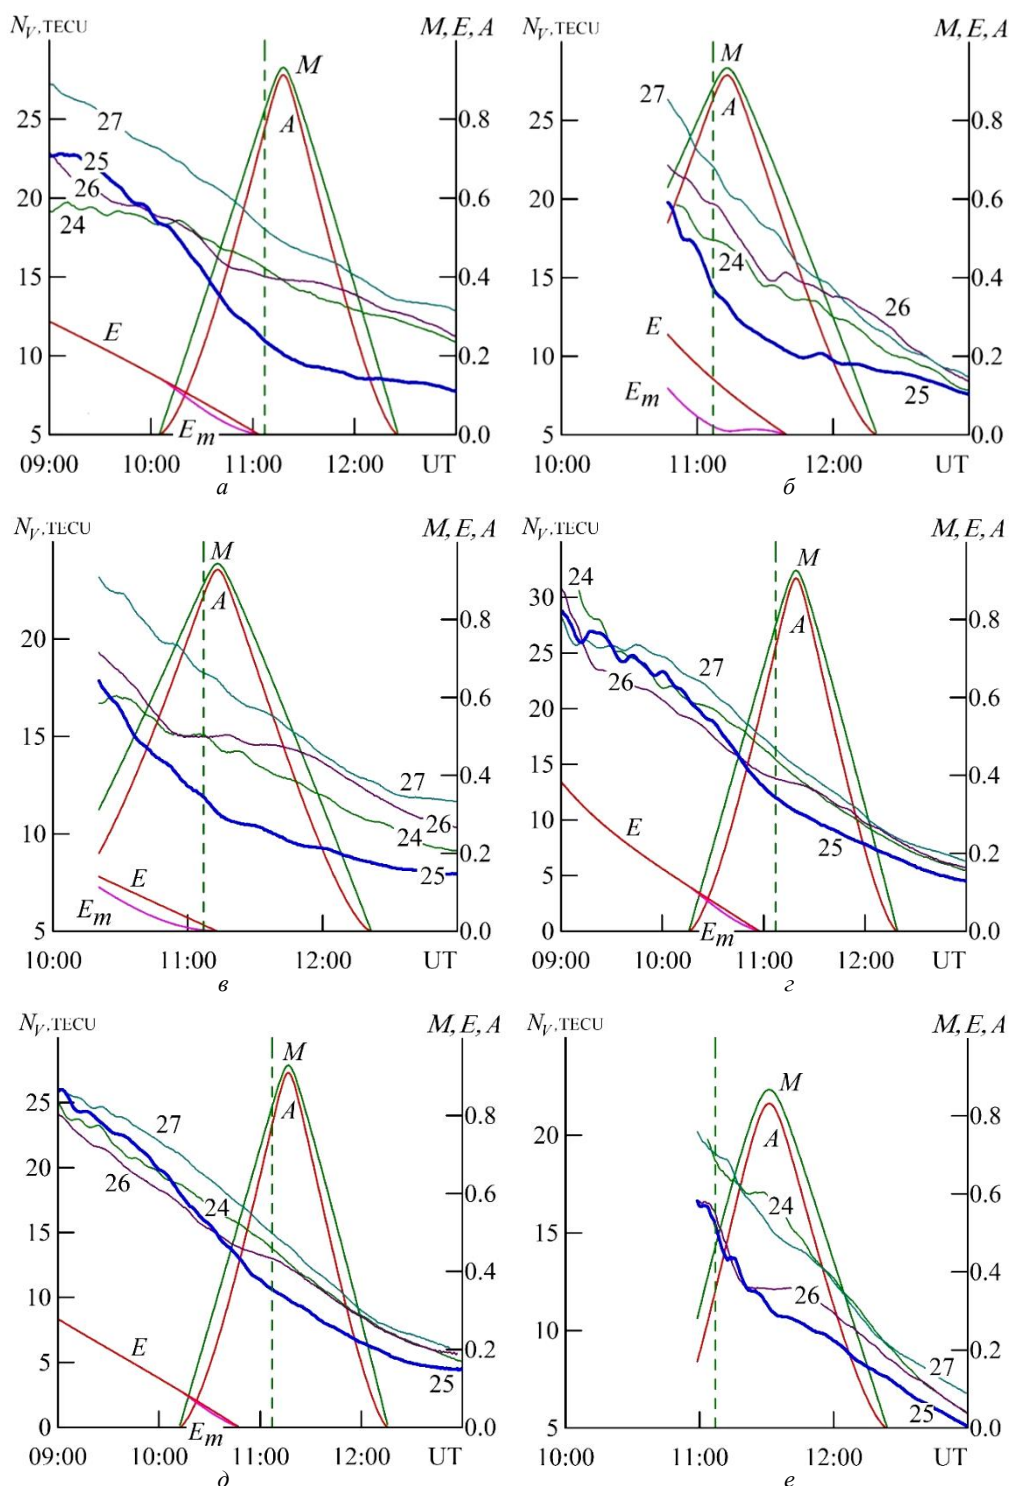 N_V, TECU M, E, A
M
27 A
25
25 0.8
26
20 24 0.6
15 0.4
E
10 0.2
E_m
5 0.0
09:00 10:00 11:00 12:00 UT
а
N_V, TECU M, E, A
M
27 A
25 0.8
20 0.6
24
15 0.4
26
E
10 0.2
E_m 25
5 0.0
10:00 11:00 12:00 UT
б
N_V, TECU M, E, A
M
A 0.8
20
0.6
15
27 0.4
26
24
10 0.2
E 25
E_m
5 0.0
10:00 11:00 12:00 UT
в
N_V, TECU M, E, A
24 M
30
A 0.8
25 27
26 0.6
20
15 0.4
E
10 25 0.2
5
0 E_m 0.0
09:00 10:00 11:00 12:00 UT
г
N_V, TECU M, E, A
M
25 27 A 0.8
20 26
24 0.6
15
0.4
10
E
5 25 0.2
0 E_m 0.0
09:00 10:00 11:00 12:00 UT
д
N_V, TECU M, E, A
M
20 A 0.8
24 0.6
15
26 0.4
10 27
0.2
25
5 0.0
10:00 11:00 12:00 UT
е